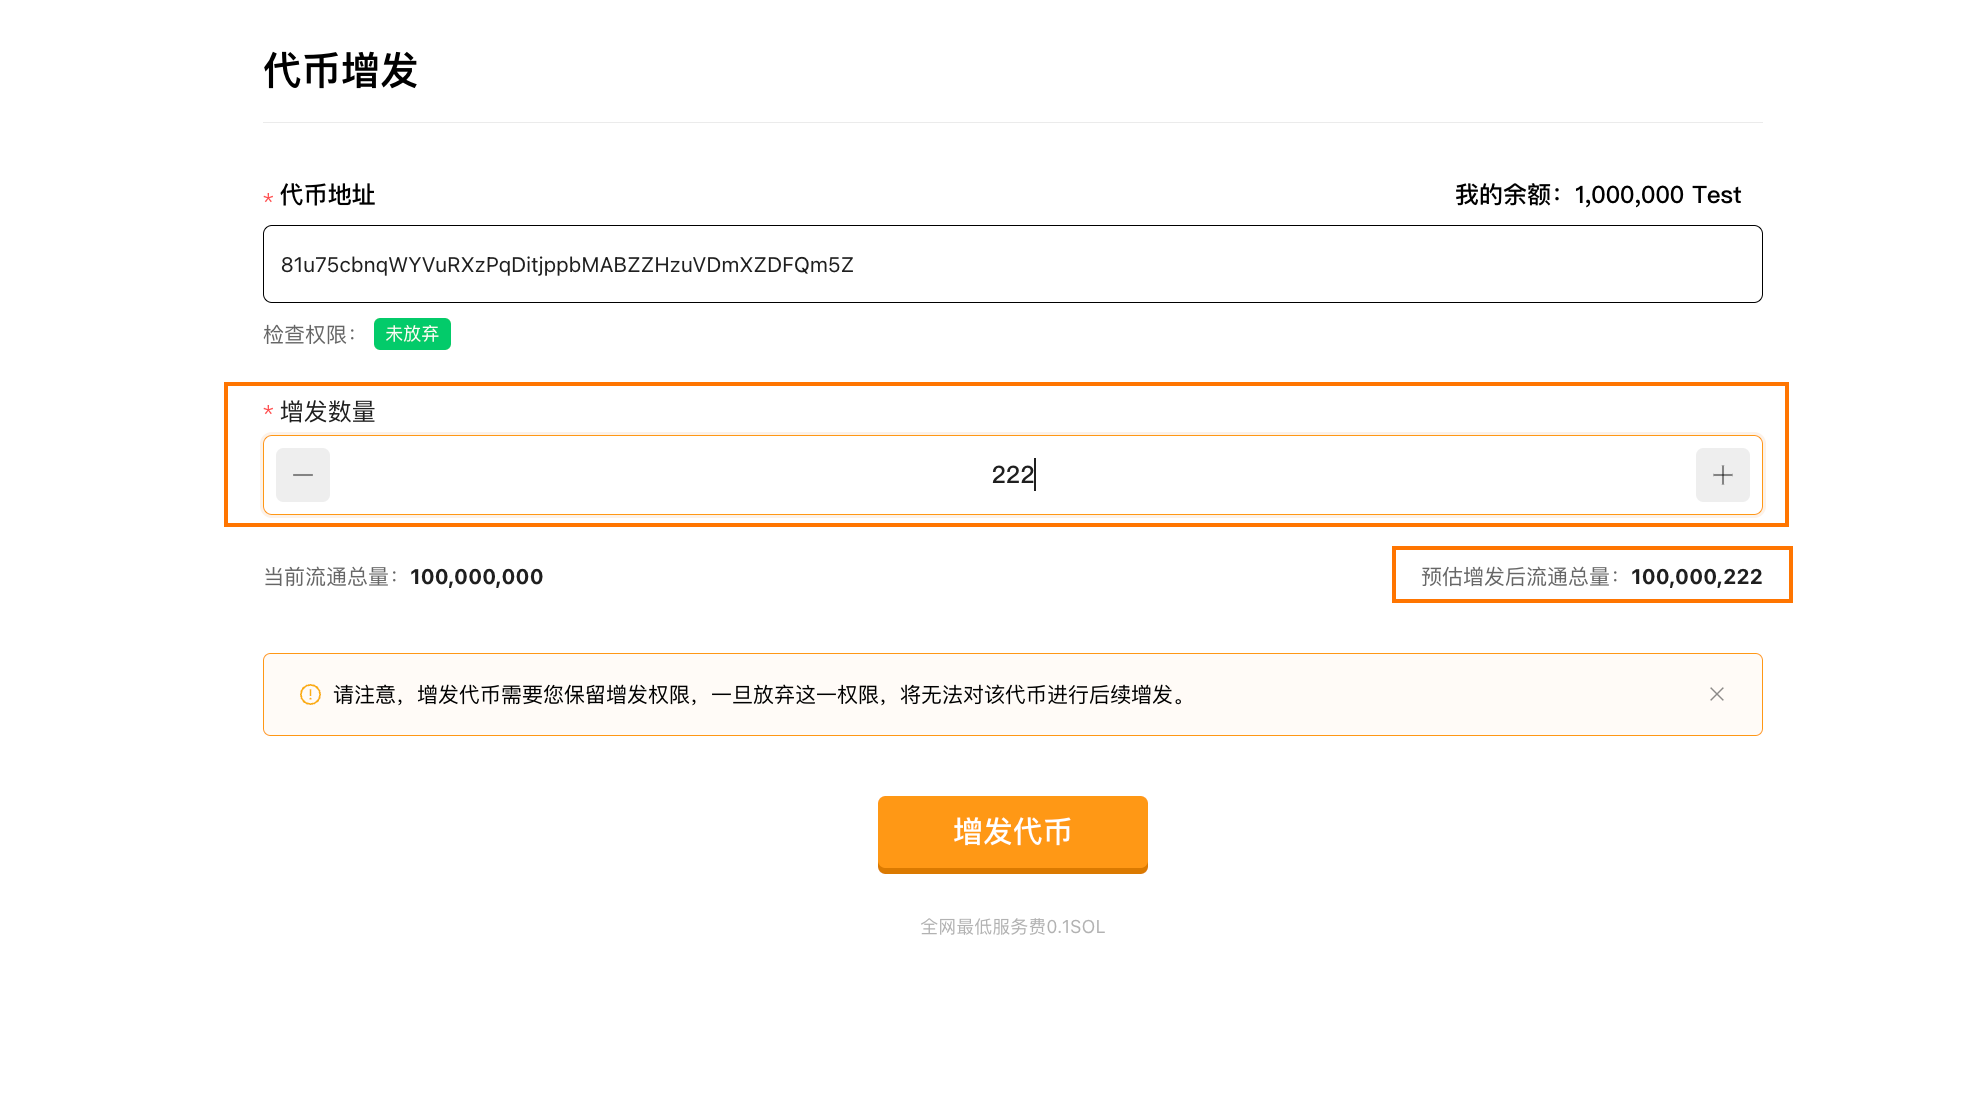 代币增发
* 代币地址
我的余额：1,000,000 Test
81u75cbnqWYVuRXzPqDitjppbMABZZHzuVDmXZDFQm5Z
检查权限： 未放弃
* 增发数量
222
当前流通总量：100,000,000
预估增发后流通总量：100,000,222
请注意，增发代币需要您保留增发权限，一旦放弃这一权限，将无法对该代币进行后续增发。
增发代币
全网最低服务费0.1SOL